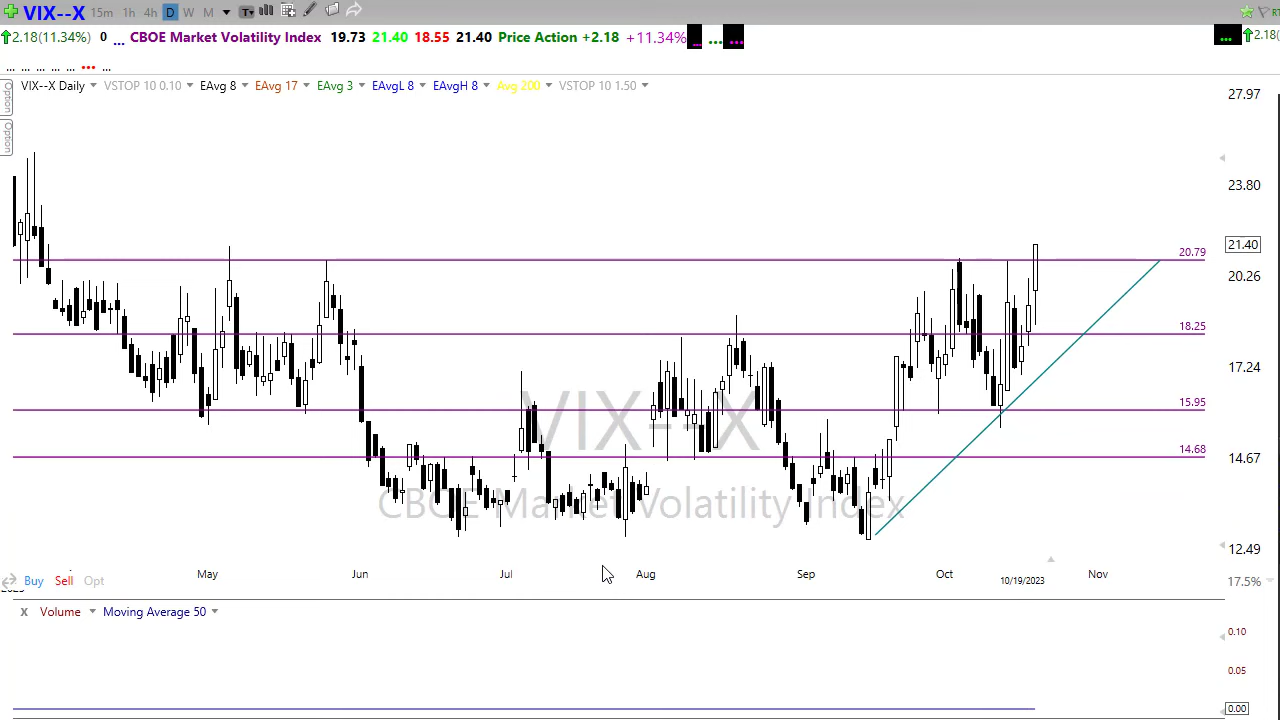 VIX--X 15m 1h 4h D W M T
2.18(11.34%) 0 ... CBOE Market Volatility Index 19.73 21.40 18.55 21.40 Price Action +2.18 +11.34% ... ... ... ... 2.18(
... ... ... ... ... ... ...
VIX--X Daily VSTOP 10 0.10 EAvg 8 EAvg 17 EAvg 3 EAvgL 8 EAvgH 8 Avg 200 VSTOP 10 1.50
Option
Option
27.97
23.80
21.40
20.79
20.26
18.25
17.24
15.95
14.68
14.67
12.49
VIX--X
CBOE Market Volatility Index
May Jun Jul Aug Sep Oct 10/19/2023 Nov
Buy Sell Opt 17.5%
X Volume Moving Average 50
0.10
0.05
0.00